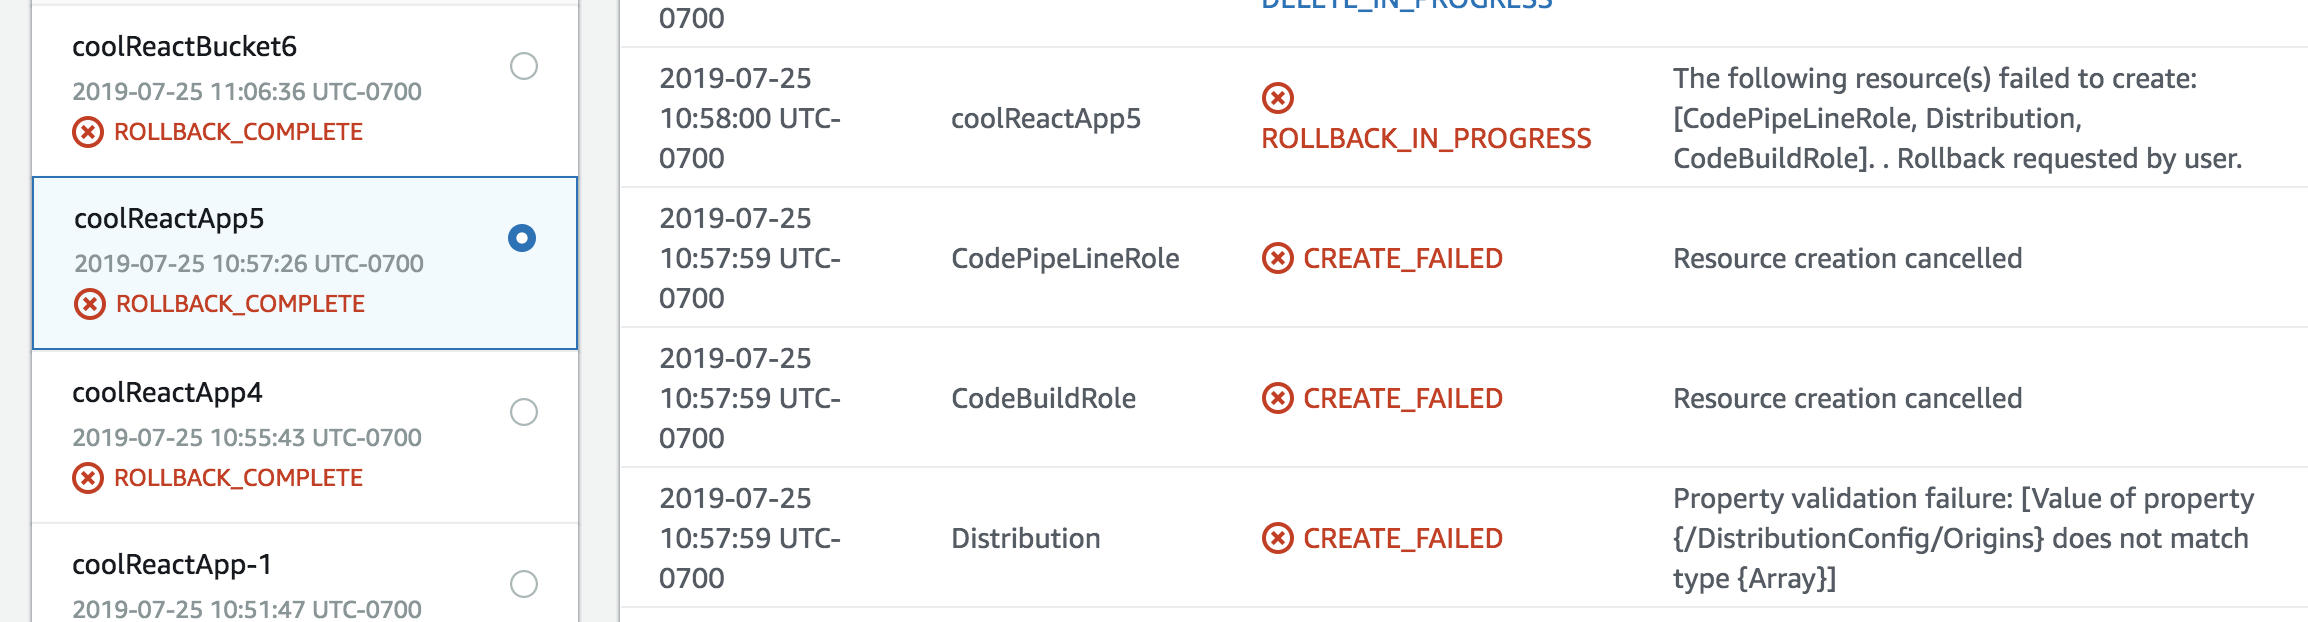 coolReactBucket6
2019-07-25 11:06:36 UTC-0700
ROLLBACK_COMPLETE
coolReactApp5
2019-07-25 10:57:26 UTC-0700
ROLLBACK_COMPLETE
coolReactApp4
2019-07-25 10:55:43 UTC-0700
ROLLBACK_COMPLETE
coolReactApp-1
2019-07-25 10:51:47 UTC-0700
0700
DELETE_IN_PROGRESS
2019-07-25
10:58:00 UTC-
0700
coolReactApp5
ROLLBACK_IN_PROGRESS
The following resource(s) failed to create:
[CodePipeLineRole, Distribution,
CodeBuildRole]. . Rollback requested by user.
2019-07-25
10:57:59 UTC-
0700
CodePipeLineRole
CREATE_FAILED
Resource creation cancelled
2019-07-25
10:57:59 UTC-
0700
CodeBuildRole
CREATE_FAILED
Resource creation cancelled
2019-07-25
10:57:59 UTC-
0700
Distribution
CREATE_FAILED
Property validation failure: [Value of property
{/DistributionConfig/Origins} does not match
type {Array}]